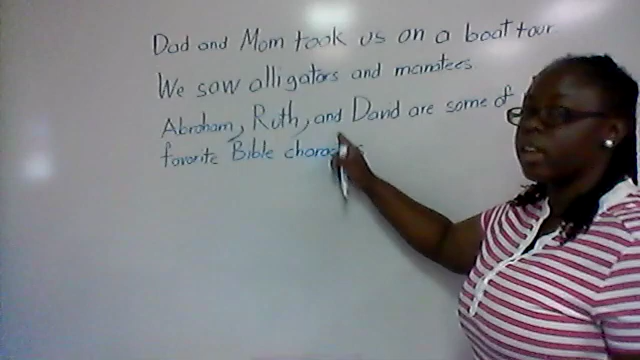 Dad and Mom took us on a boat tour.
We saw alligators and manatees
Abraham, Ruth, and David are some of
favorite Bible